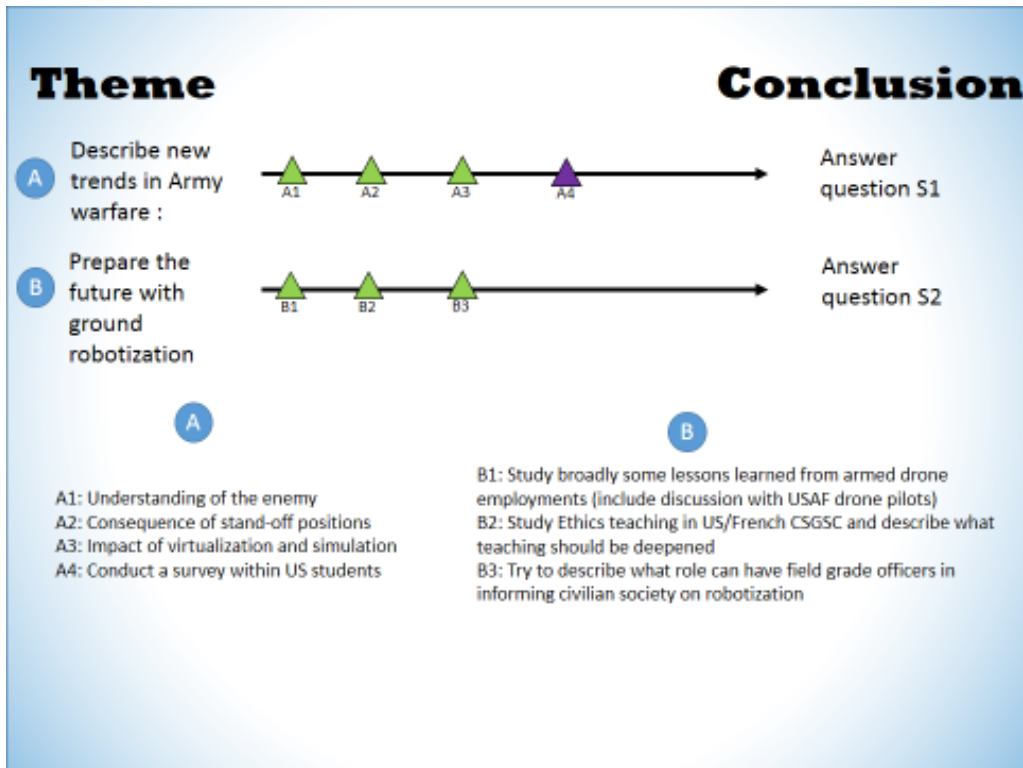 Theme
Conclusion
A
Describe new
trends in Army
warfare :
A1
A2
A3
A4
Answer
question S1
B
Prepare the
future with
ground
robotization
B1
B2
B3
Answer
question S2
A
A1: Understanding of the enemy
A2: Consequence of stand-off positions
A3: Impact of virtualization and simulation
A4: Conduct a survey within US students
B
B1: Study broadly some lessons learned from armed drone
employments (include discussion with USAF drone pilots)
B2: Study Ethics teaching in US/French CSGSC and describe what
teaching should be deepened
B3: Try to describe what role can have field grade officers in
informing civilian society on robotization